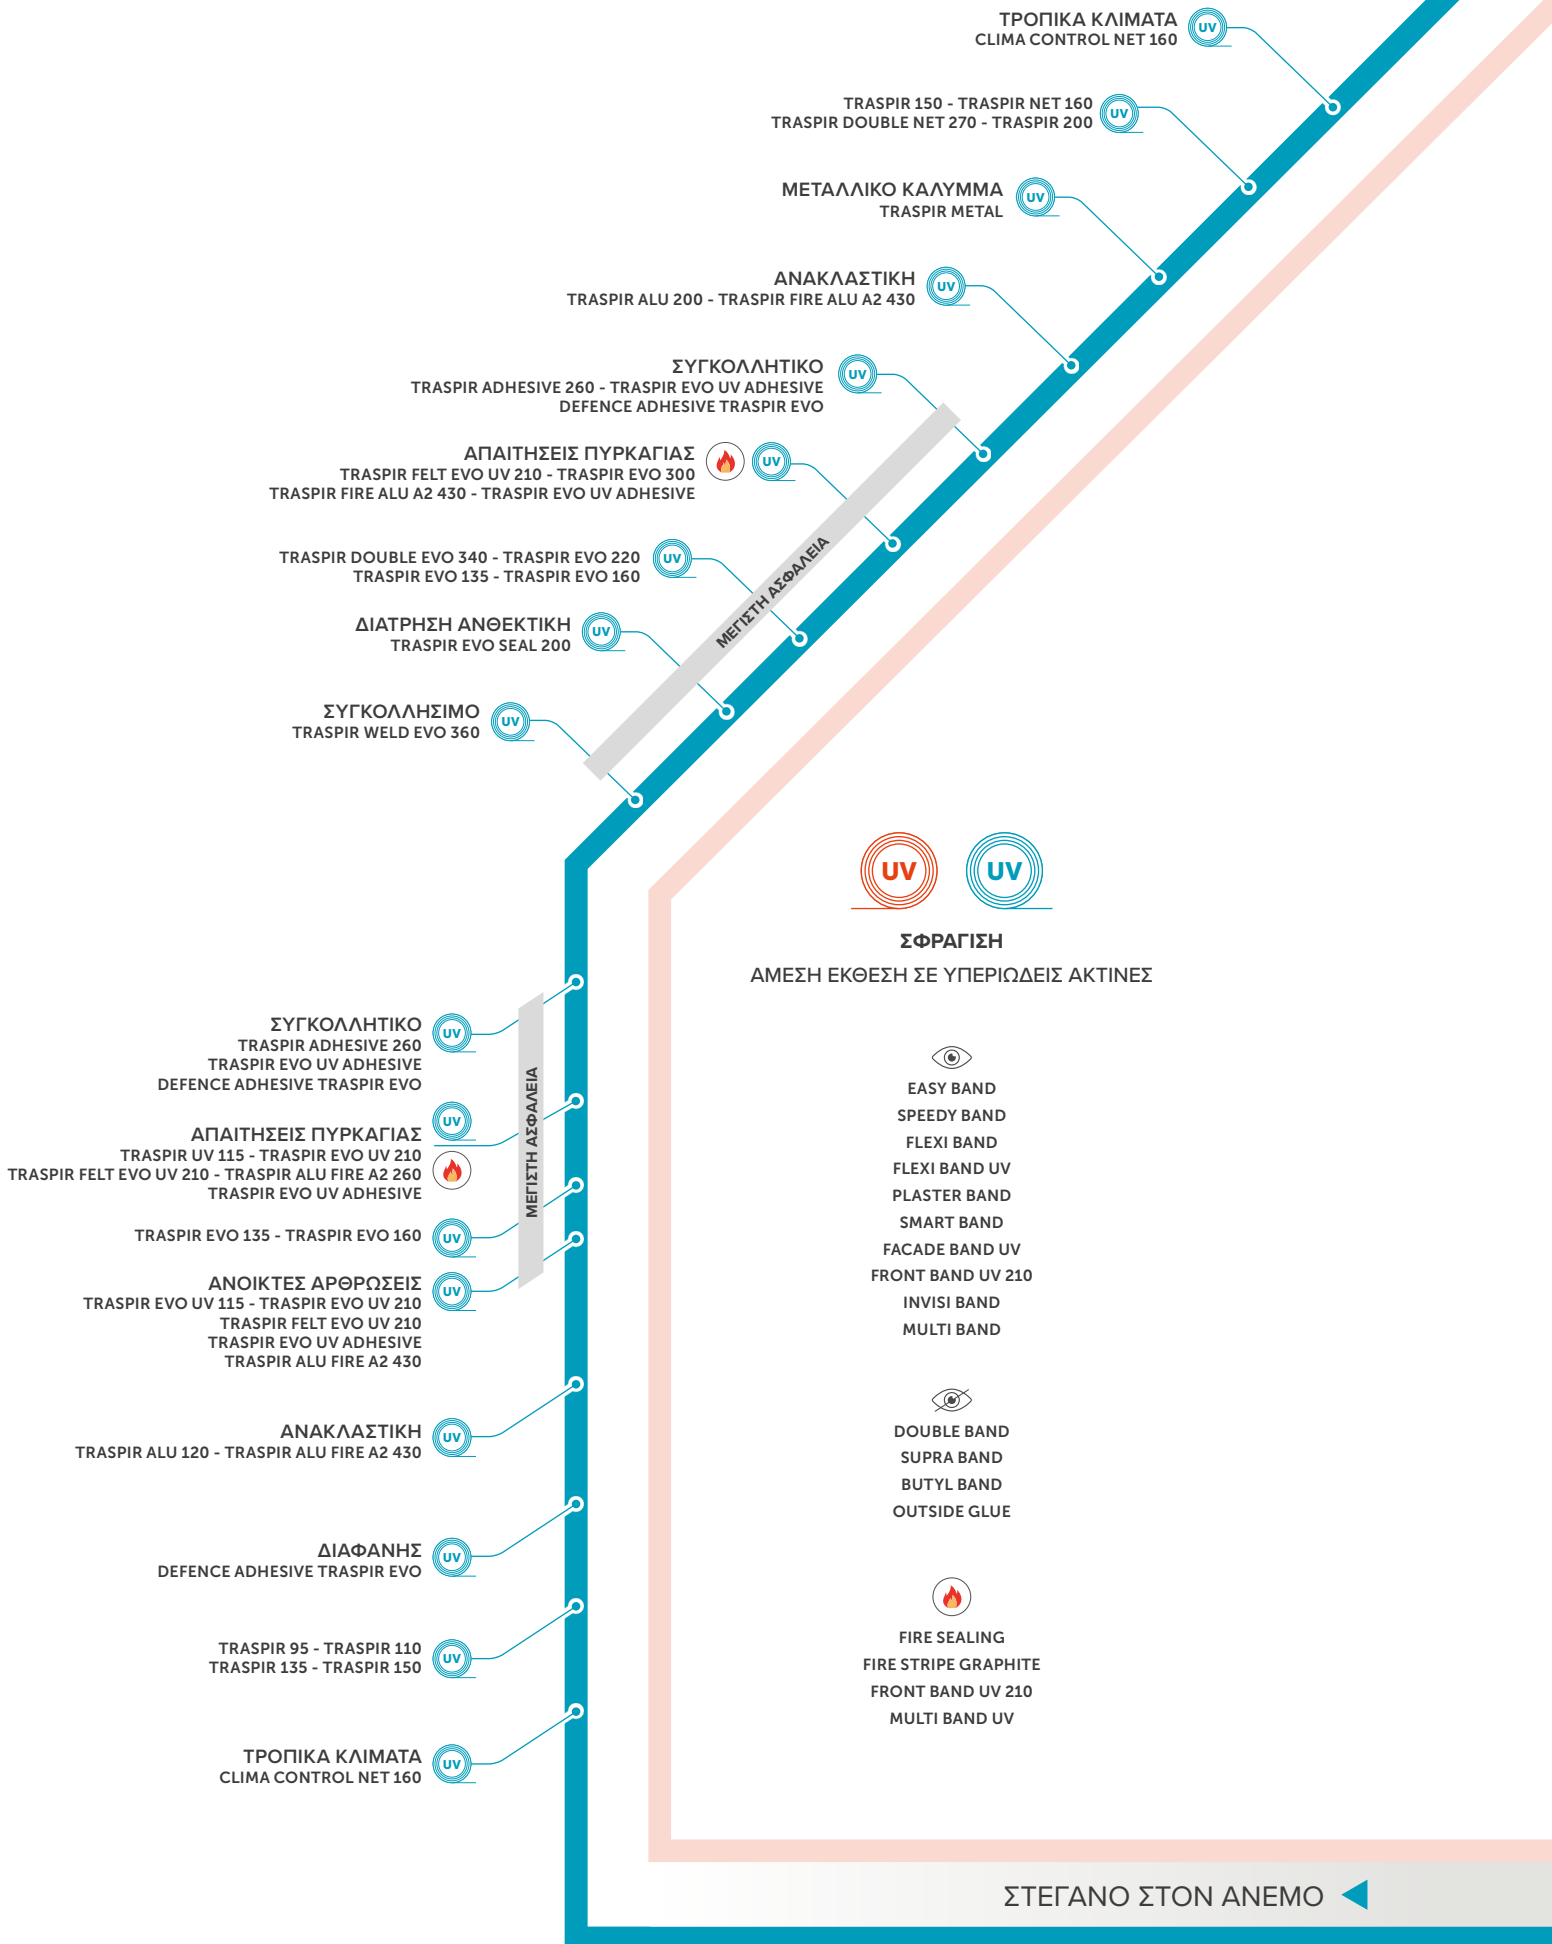 ΤΡΟΠΙΚΑ ΚΛΙΜΑΤΑ
CLIMA CONTROL NET 160
UV
TRASPIR 150 - TRASPIR NET 160
TRASPIR DOUBLE NET 270 - TRASPIR 200
UV
ΜΕΤΑΛΛΙΚΟ ΚΑΛΥΜΜΑ
TRASPIR METAL
UV
ΑΝΑΚΛΑΣΤΙΚΗ
TRASPIR ALU 200 - TRASPIR FIRE ALU A2 430
UV
ΣΥΓΚΟΛΛΗΤΙΚΟ
TRASPIR ADHESIVE 260 - TRASPIR EVO UV ADHESIVE
DEFENCE ADHESIVE TRASPIR EVO
UV
ΑΠΑΙΤΗΣΕΙΣ ΠΥΡΚΑΓΙΑΣ
TRASPIR FELT EVO UV 210 - TRASPIR EVO 300
TRASPIR FIRE ALU A2 430 - TRASPIR EVO UV ADHESIVE
UV
TRASPIR DOUBLE EVO 340 - TRASPIR EVO 220
TRASPIR EVO 135 - TRASPIR EVO 160
UV
ΜΕΓΙΣΤΗ ΑΣΦΑΛΕΙΑ
ΔΙΑΤΡΗΣΗ ΑΝΘΕΚΤΙΚΗ
TRASPIR EVO SEAL 200
UV
ΣΥΓΚΟΛΛΗΣΙΜΟ
TRASPIR WELD EVO 360
UV
UV UV
ΣΦΡΑΓΙΣΗ
ΑΜΕΣΗ ΕΚΘΕΣΗ ΣΕ ΥΠΕΡΙΩΔΕΙΣ ΑΚΤΙΝΕΣ
EASY BAND
SPEEDY BAND
FLEXI BAND
FLEXI BAND UV
PLASTER BAND
SMART BAND
FACADE BAND UV
FRONT BAND UV 210
INVISI BAND
MULTI BAND
DOUBLE BAND
SUPRA BAND
BUTYL BAND
OUTSIDE GLUE
FIRE SEALING
FIRE STRIPE GRAPHITE
FRONT BAND UV 210
MULTI BAND UV
ΣΥΓΚΟΛΛΗΤΙΚΟ
TRASPIR ADHESIVE 260
TRASPIR EVO UV ADHESIVE
DEFENCE ADHESIVE TRASPIR EVO
UV
ΜΕΓΙΣΤΗ ΑΣΦΑΛΕΙΑ
ΑΠΑΙΤΗΣΕΙΣ ΠΥΡΚΑΓΙΑΣ
TRASPIR UV 115 - TRASPIR EVO UV 210
TRASPIR FELT EVO UV 210 - TRASPIR ALU FIRE A2 260
TRASPIR EVO UV ADHESIVE
UV
TRASPIR EVO 135 - TRASPIR EVO 160
UV
ΑΝΟΙΚΤΕΣ ΑΡΘΡΩΣΕΙΣ
TRASPIR EVO UV 115 - TRASPIR EVO UV 210
TRASPIR FELT EVO UV 210
TRASPIR EVO UV ADHESIVE
TRASPIR ALU FIRE A2 430
UV
ΑΝΑΚΛΑΣΤΙΚΗ
TRASPIR ALU 120 - TRASPIR ALU FIRE A2 430
UV
ΔΙΑΦΑΝΗΣ
DEFENCE ADHESIVE TRASPIR EVO
UV
TRASPIR 95 - TRASPIR 110
TRASPIR 135 - TRASPIR 150
UV
ΤΡΟΠΙΚΑ ΚΛΙΜΑΤΑ
CLIMA CONTROL NET 160
UV
ΣΤΕΓΑΝΟ ΣΤΟΝ ΑΝΕΜΟ